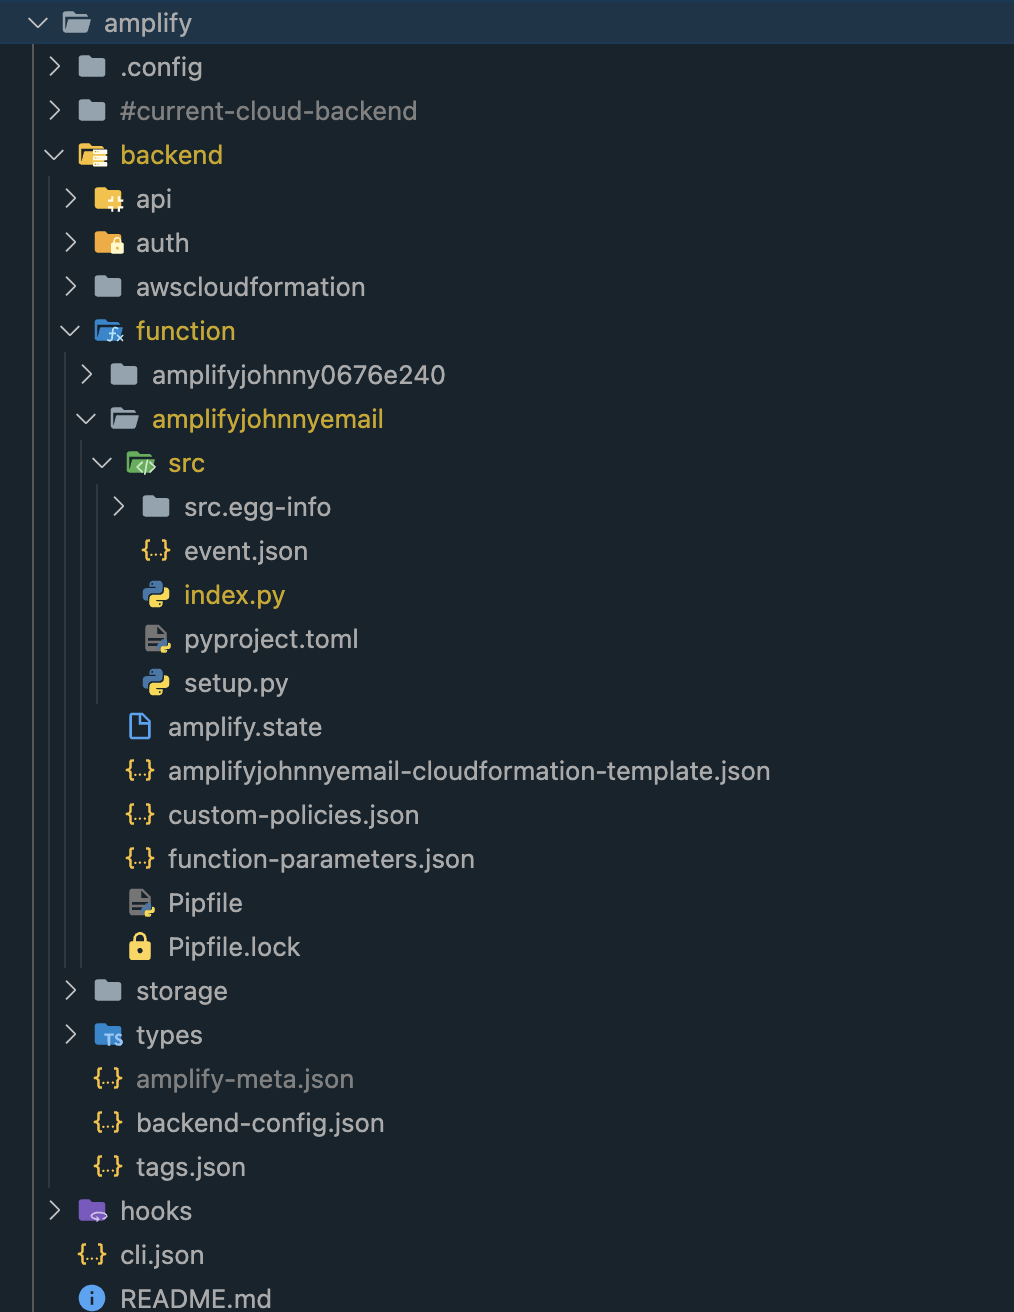 amplify
.config
#current-cloud-backend
backend
api
auth
awscloudformation
function
amplifyjohnny0676e240
amplifyjohnnyemail
src
src.egg-info
event.json
index.py
pyproject.toml
setup.py
amplify.state
amplifyjohnnyemail-cloudformation-template.json
custom-policies.json
function-parameters.json
Pipfile
Pipfile.lock
storage
types
amplify-meta.json
backend-config.json
tags.json
hooks
cli.json
README.md